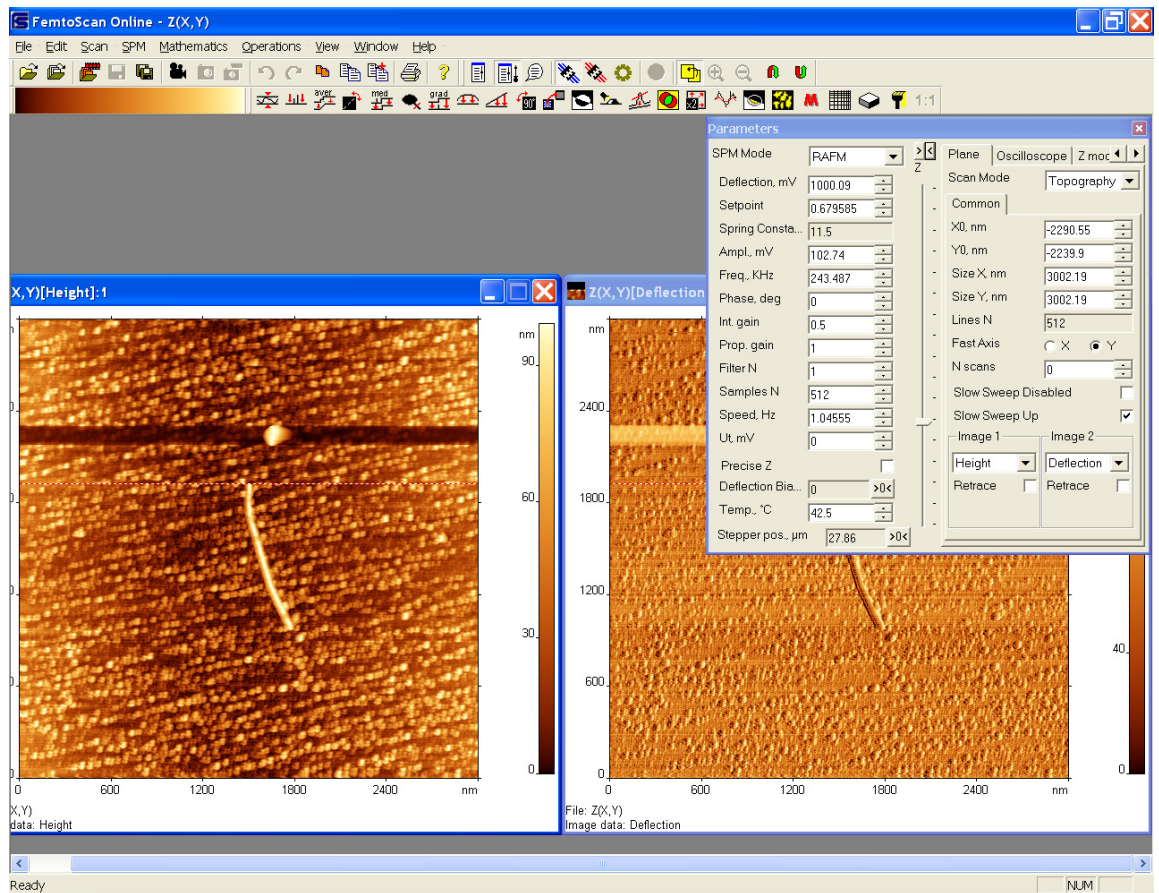 FemtoScan Online - Z(X,Y)
File Edit Scan SPM Mathematics Operations View Window Help
aver med grad 90° x2 M 1:1
Parameters
SPM Mode RAFM
Deflection, mV 1000.09
Setpoint 0.679585
Spring Consta... 11.5
Ampl., mV 102.74
Freq., KHz 243.487
Phase, deg 0
Int. gain 0.5
Prop. gain 1
Filter N 1
Samples N 512
Speed, Hz 1.04555
Ut, mV 0
Precise Z
Deflection Bia... 0 >0<
Temp., °C 42.5
Stepper pos., µm 27.86 >0<
> <
Z
Plane Oscilloscope Z mod
Scan Mode Topography
Common
X0, nm -2290.55
Y0, nm -2239.9
Size X, nm 3002.19
Size Y, nm 3002.19
Lines N 512
Fast Axis X Y
N scans 0
Slow Sweep Disabled
Slow Sweep Up
Image 1 Image 2
Height Deflection
Retrace Retrace
X,Y)[Height]:1
nm
90
60
30
0
0 600 1200 1800 2400 nm
X,Y)
data: Height
Z(X,Y)[Deflection
nm
2400
1800
1200
600
0
0 600 1200 1800 2400 nm
40
0
File: Z(X,Y)
Image data: Deflection
Ready NUM